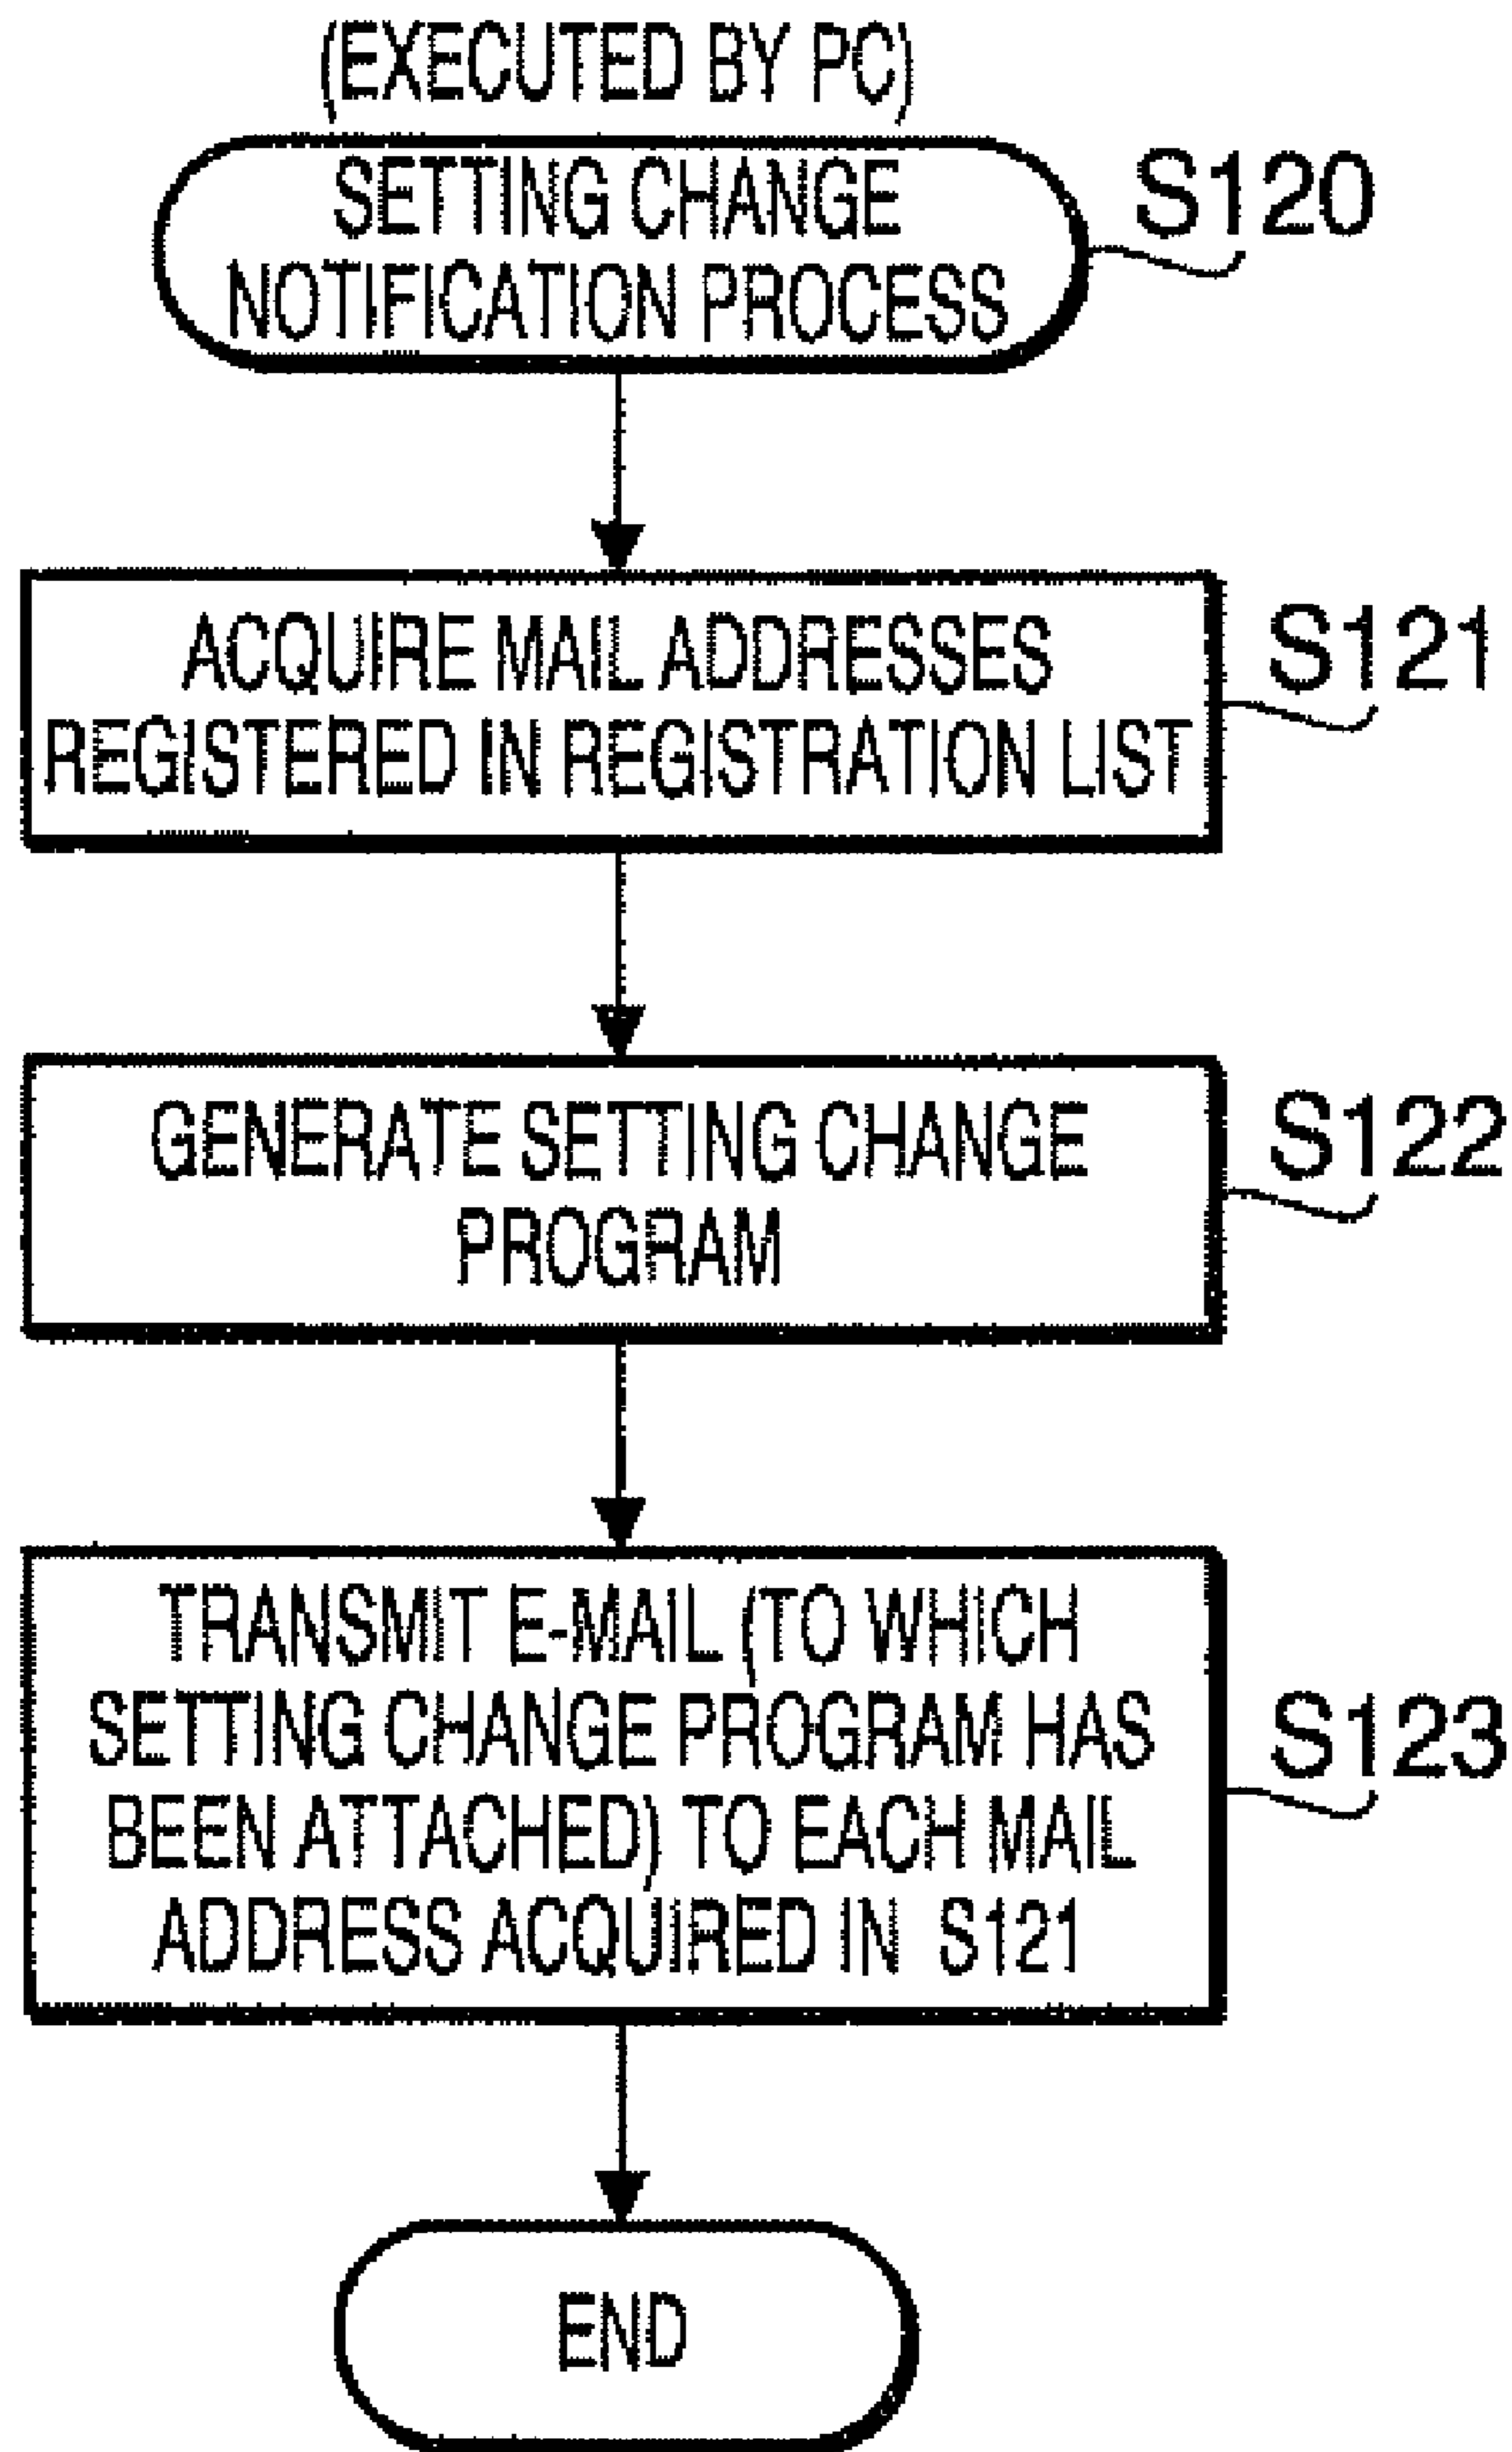 (EXECUTED BY PC)
SETTING CHANGE
NOTIFICATION PROCESS
S120
ACQUIRE MAIL ADDRESSES
REGISTERED IN REGISTRATION LIST
S121
GENERATE SETTING CHANGE
PROGRAM
S122
TRANSMIT E-MAIL (TO WHICH
SETTING CHANGE PROGRAM HAS
BEEN ATTACHED) TO EACH MAIL
ADDRESS ACQUIRED IN S121
S123
END